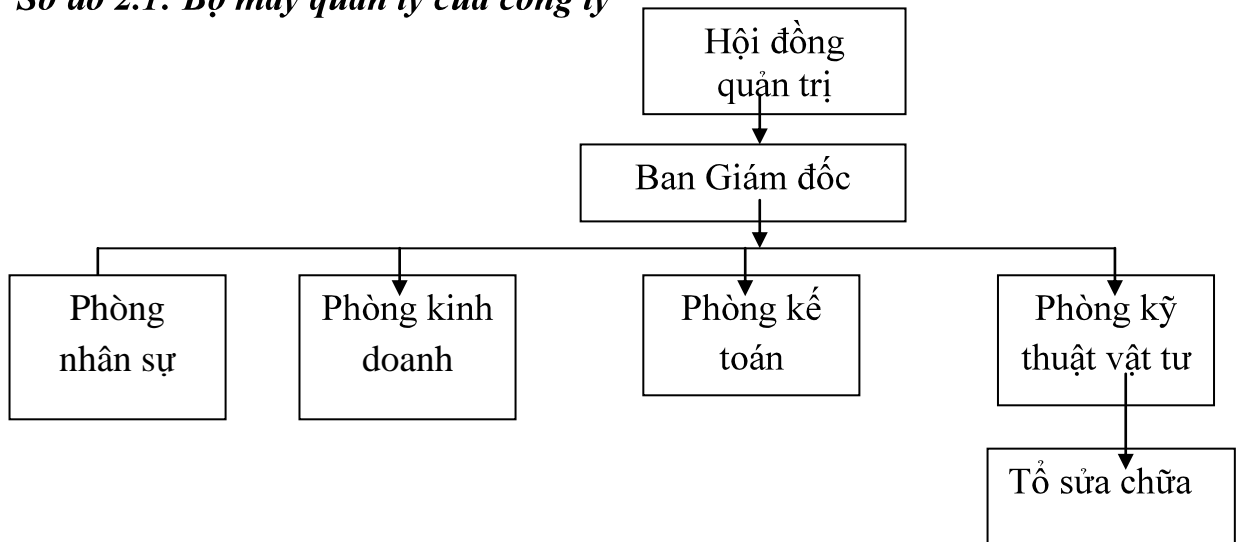 Sơ đồ 2.1: Bộ máy quản lý của công ty
Hội đồng
quản trị
Ban Giám đốc
Phòng
nhân sự
Phòng kinh
doanh
Phòng kế
toán
Phòng kỹ
thuật vật tư
Tổ sửa chữa